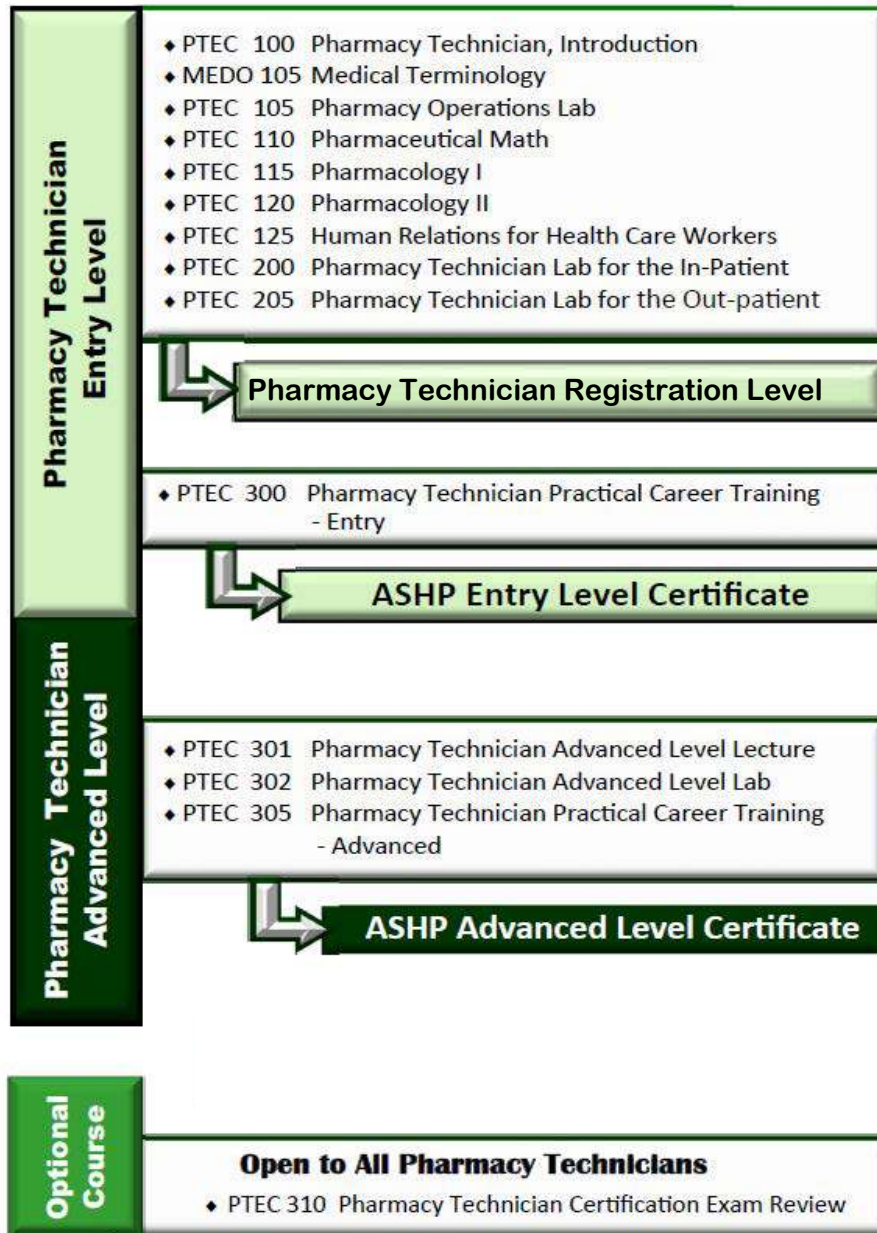 Pharmacy Technician
Entry Level
♦ PTEC 100 Pharmacy Technician, Introduction
♦ MEDO 105 Medical Terminology
♦ PTEC 105 Pharmacy Operations Lab
♦ PTEC 110 Pharmaceutical Math
♦ PTEC 115 Pharmacology I
♦ PTEC 120 Pharmacology II
♦ PTEC 125 Human Relations for Health Care Workers
♦ PTEC 200 Pharmacy Technician Lab for the In-Patient
♦ PTEC 205 Pharmacy Technician Lab for the Out-patient
Pharmacy Technician Registration Level
♦ PTEC 300 Pharmacy Technician Practical Career Training
- Entry
ASHP Entry Level Certificate
Pharmacy Technician
Advanced Level
♦ PTEC 301 Pharmacy Technician Advanced Level Lecture
♦ PTEC 302 Pharmacy Technician Advanced Level Lab
♦ PTEC 305 Pharmacy Technician Practical Career Training
- Advanced
ASHP Advanced Level Certificate
Optional
Course
Open to All Pharmacy Technicians
♦ PTEC 310 Pharmacy Technician Certification Exam Review